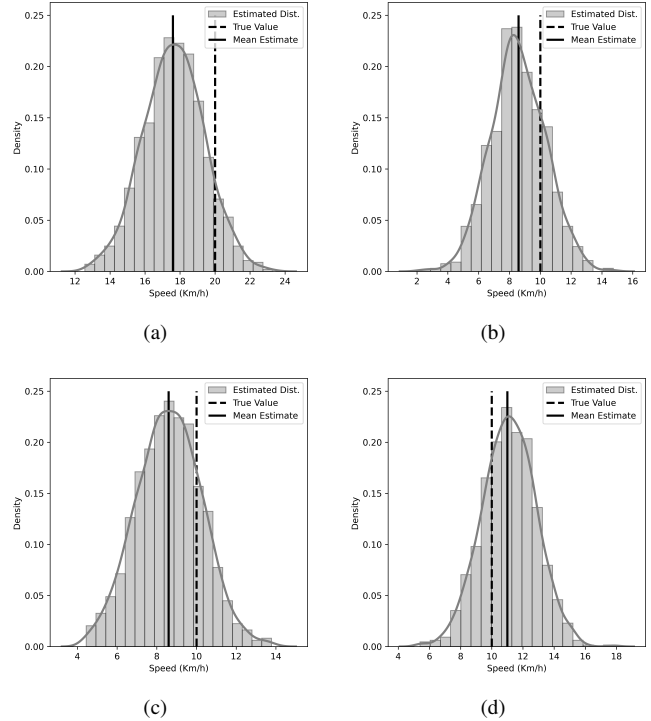 0.25
0.20
0.15
0.10
0.05
0.00
Density
12 14 16 18 20 22 24
Speed (Km/h)
Estimated Dist.
True Value
Mean Estimate
(a)
0.25
0.20
0.15
0.10
0.05
0.00
Density
2 4 6 8 10 12 14 16
Speed (Km/h)
Estimated Dist.
True Value
Mean Estimate
(b)
0.25
0.20
0.15
0.10
0.05
0.00
Density
4 6 8 10 12 14
Speed (Km/h)
Estimated Dist.
True Value
Mean Estimate
(c)
0.25
0.20
0.15
0.10
0.05
0.00
Density
4 6 8 10 12 14 16 18
Speed (Km/h)
Estimated Dist.
True Value
Mean Estimate
(d)